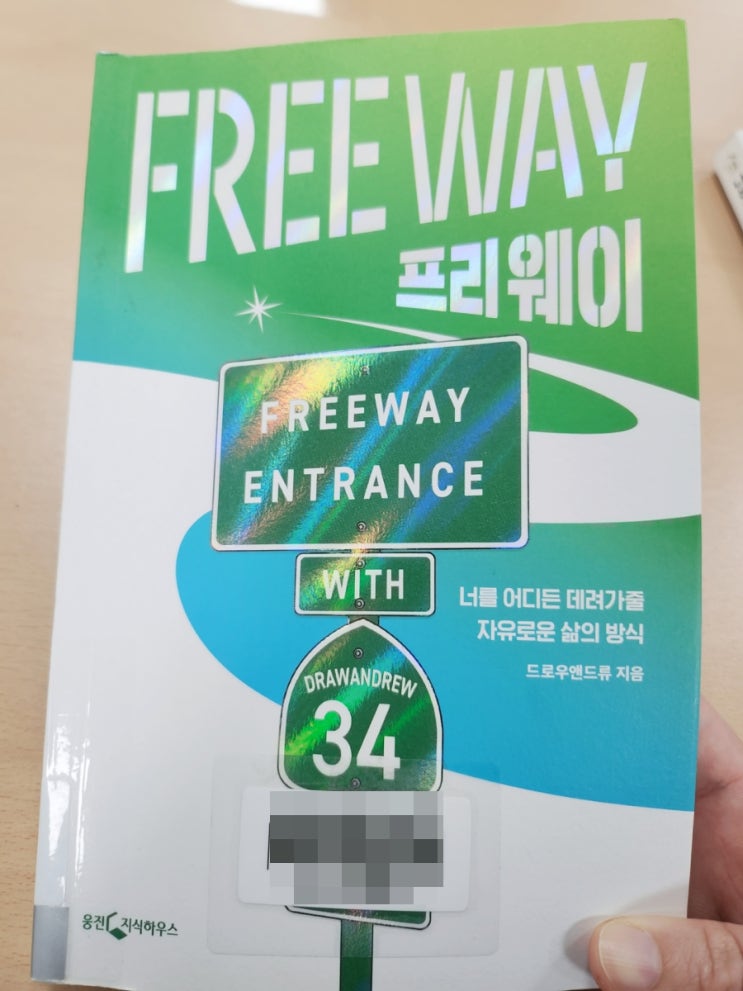 FREE WAY
프리 웨이
FREEWAY
ENTRANCE
WITH
너를 어디든 데려가줄
자유로운 삶의 방식
드로우앤드류 지음
DRAWANDREW
34
웅진 지식하우스